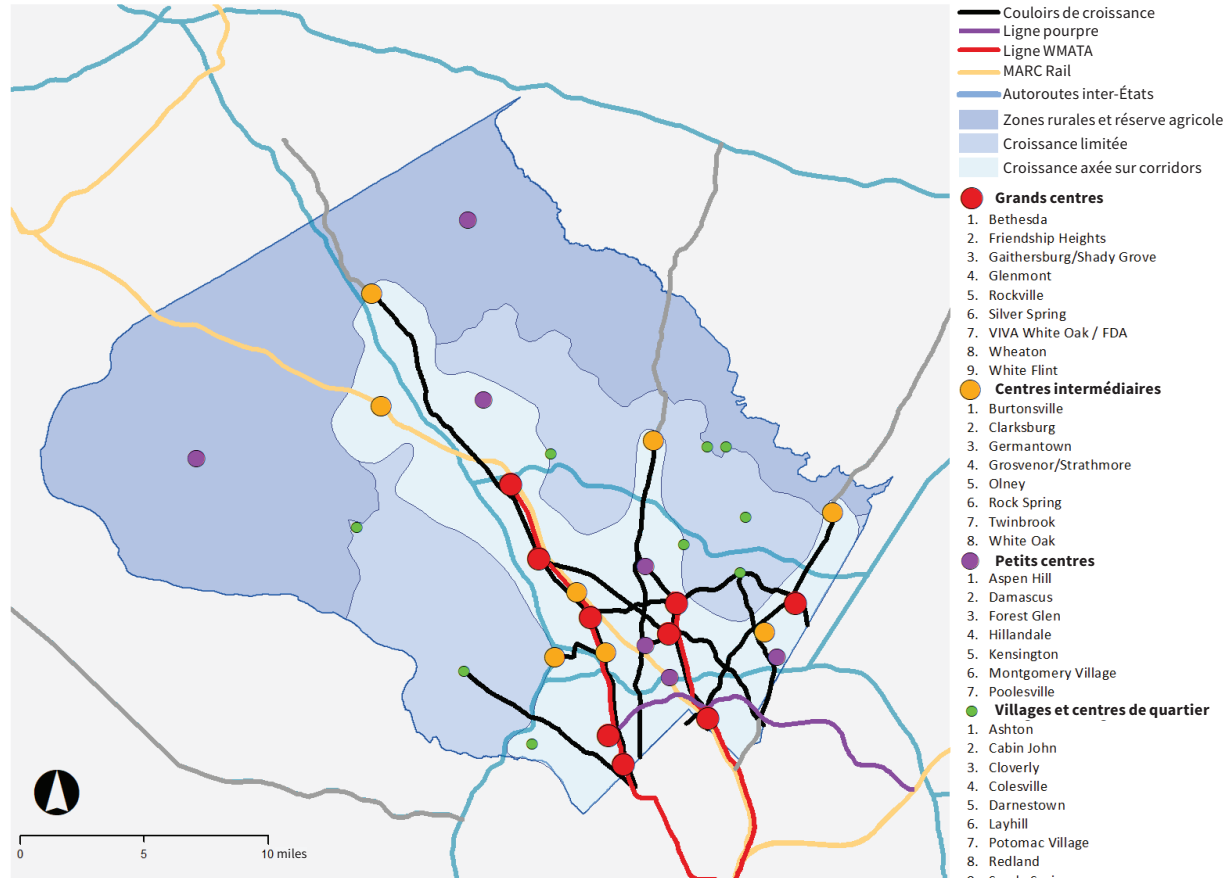 Couloirs de croissance
Ligne pourpre
Ligne WMATA
MARC Rail
Autoroutes inter-États
Zones rurales et réserve agricole
Croissance limitée
Croissance axée sur corridors
Grands centres
1. Bethesda
2. Friendship Heights
3. Gaithersburg/Shady Grove
4. Glenmont
5. Rockville
6. Silver Spring
7. VIVA White Oak / FDA
8. Wheaton
9. White Flint
Centres intermédiaires
1. Burtonsville
2. Clarksburg
3. Germantown
4. Grosvenor/Strathmore
5. Olney
6. Rock Spring
7. Twinbrook
8. White Oak
Petits centres
1. Aspen Hill
2. Damascus
3. Forest Glen
4. Hillandale
5. Kensington
6. Montgomery Village
7. Poolesville
Villages et centres de quartier
1. Ashton
2. Cabin John
3. Cloverly
4. Colesville
5. Darnestown
6. Layhill
7. Potomac Village
8. Redland
0 5 10 miles